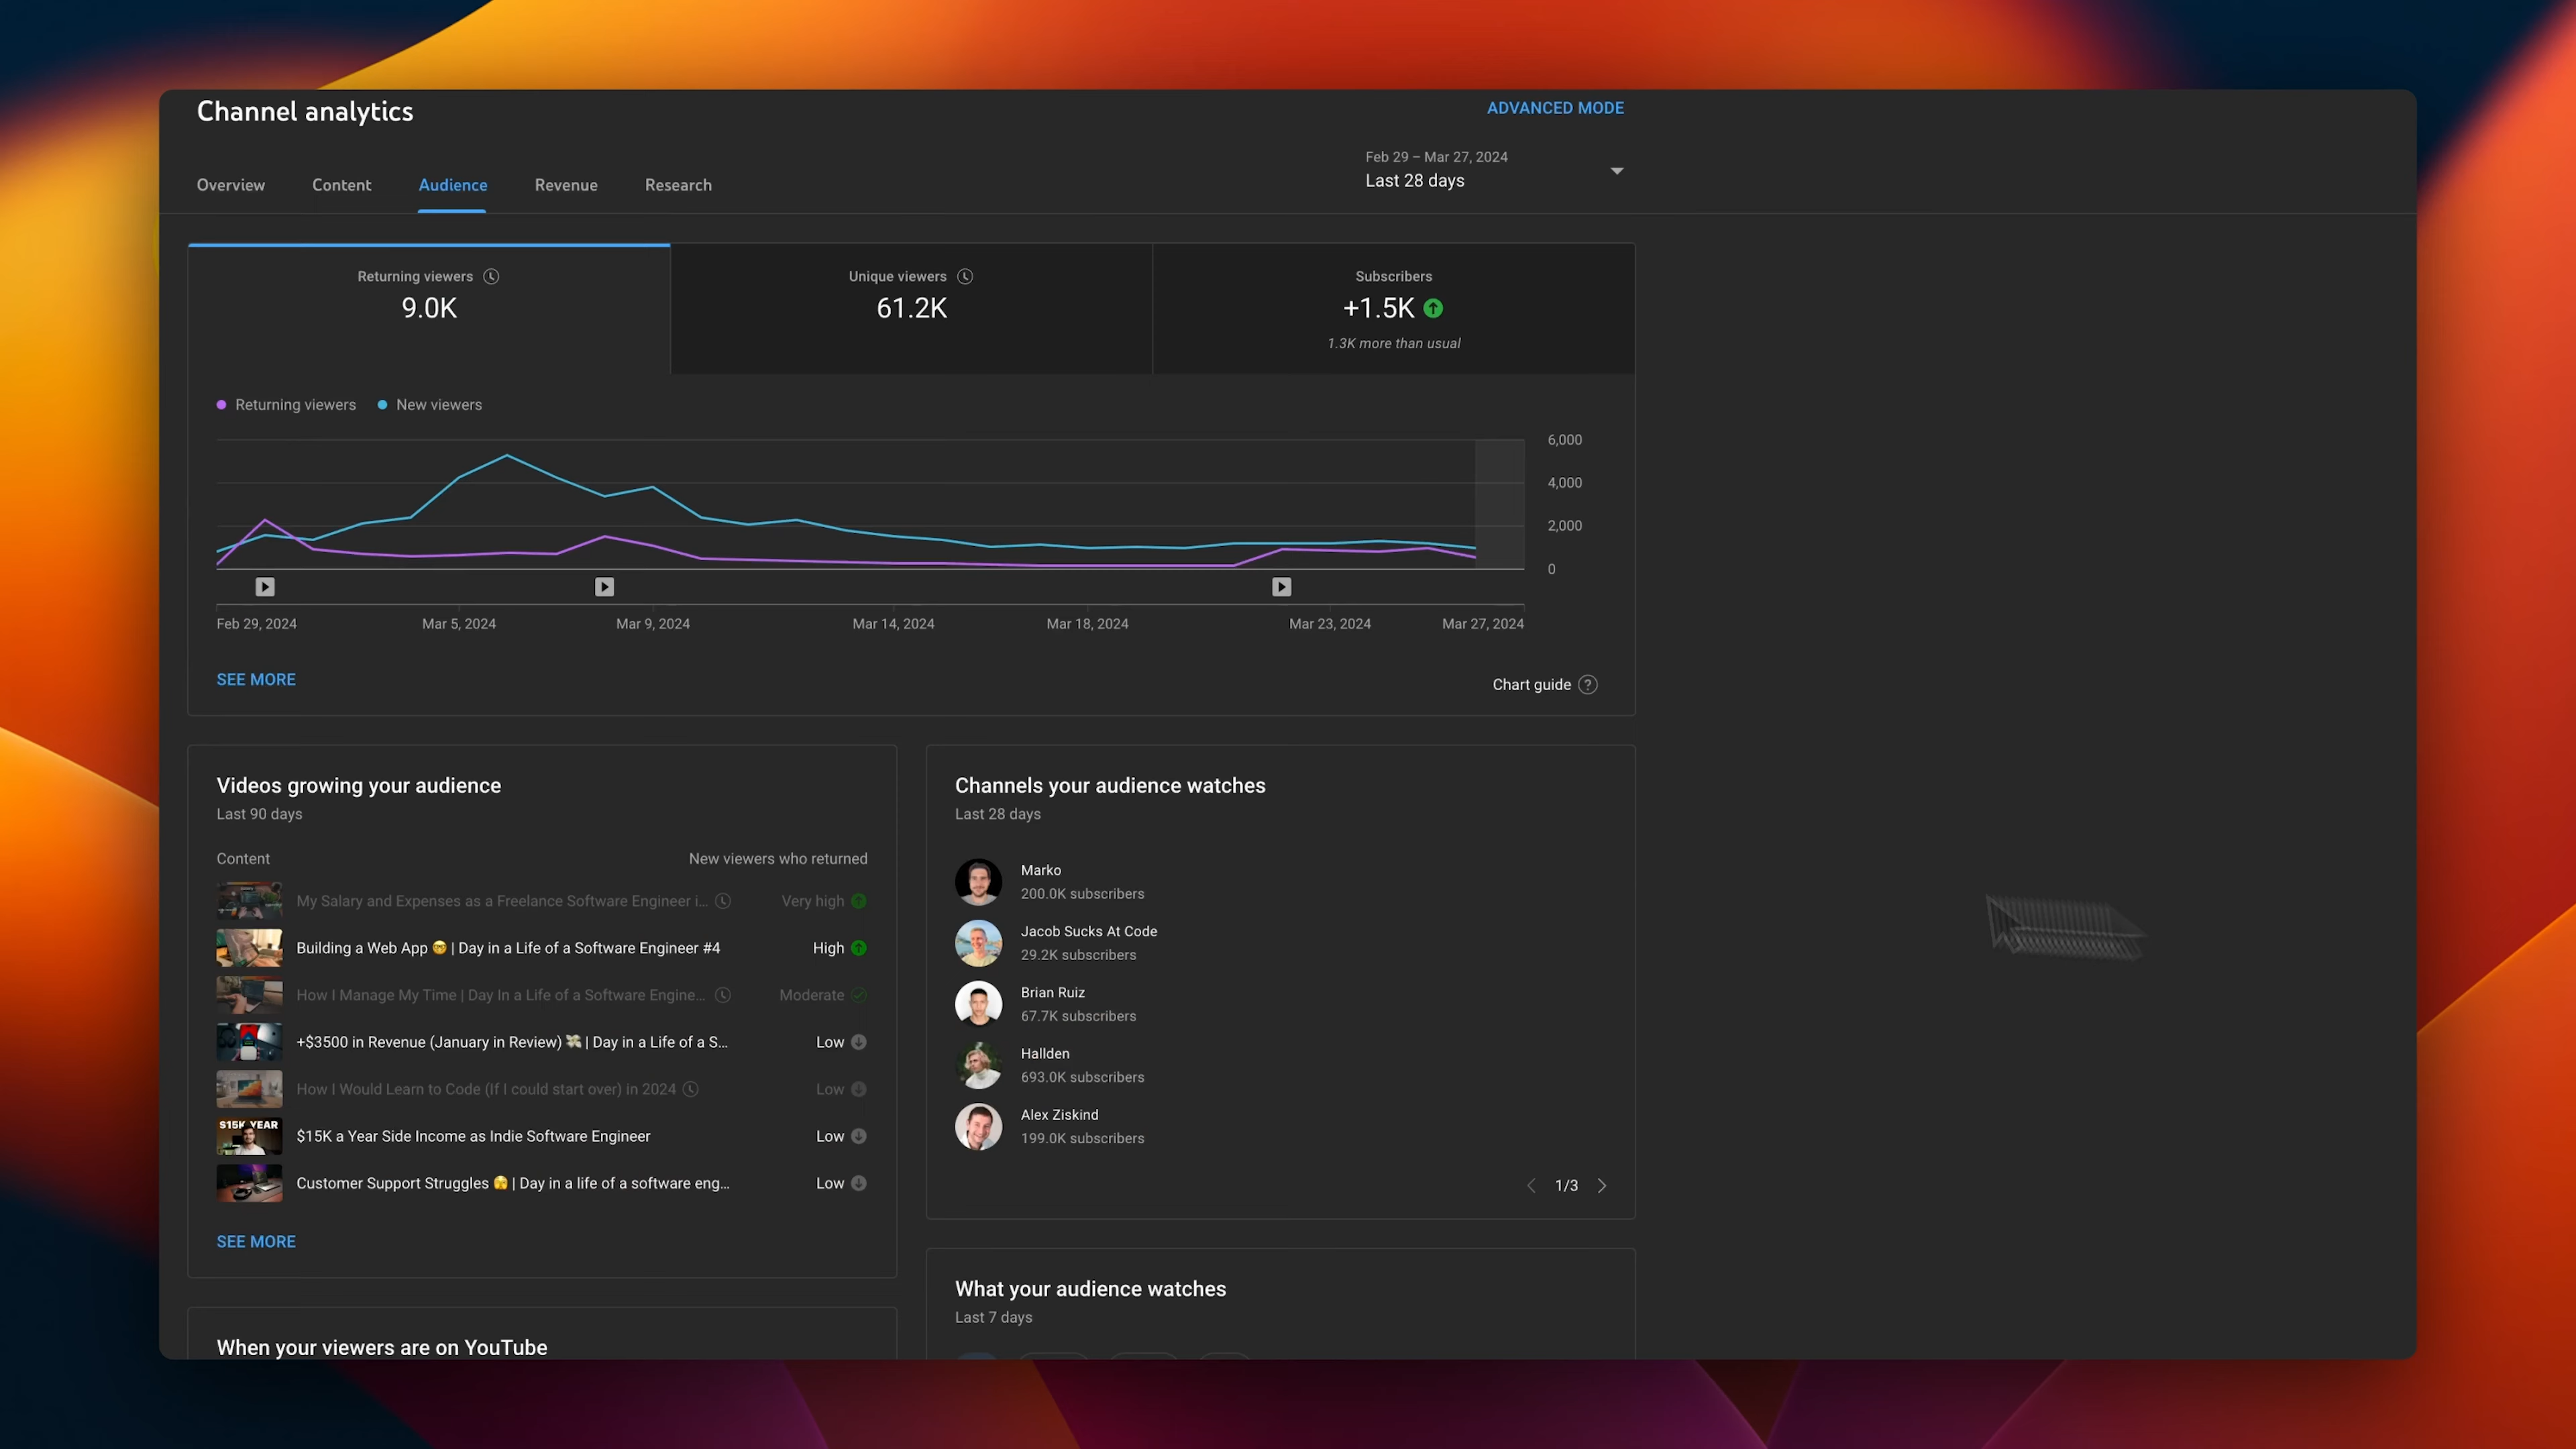 Channel analytics
ADVANCED MODE
Feb 29 – Mar 27, 2024
Last 28 days
Overview
Content
Audience
Revenue
Research
Returning viewers
9.0K
Unique viewers
61.2K
Subscribers
+1.5K
1.3K more than usual
Returning viewers
New viewers
6,000
4,000
2,000
0
Feb 29, 2024
Mar 5, 2024
Mar 9, 2024
Mar 14, 2024
Mar 18, 2024
Mar 23, 2024
Mar 27, 2024
SEE MORE
Chart guide
Videos growing your audience
Last 90 days
Content
New viewers who returned
My Salary and Expenses as a Freelance Software Engineer i...
Very high
Building a Web App 🤓 | Day in a Life of a Software Engineer #4
High
How I Manage My Time | Day In a Life of a Software Engine...
Moderate
+$3500 in Revenue (January in Review) 💸 | Day in a Life of a S...
Low
How I Would Learn to Code (If I could start over) in 2024
Low
$15K YEAR
$15K a Year Side Income as Indie Software Engineer
Low
Customer Support Struggles 🫣 | Day in a life of a software eng...
Low
SEE MORE
Channels your audience watches
Last 28 days
Marko
200.0K subscribers
Jacob Sucks At Code
29.2K subscribers
Brian Ruiz
67.7K subscribers
Hallden
693.0K subscribers
Alex Ziskind
199.0K subscribers
1/3
What your audience watches
Last 7 days
When your viewers are on YouTube